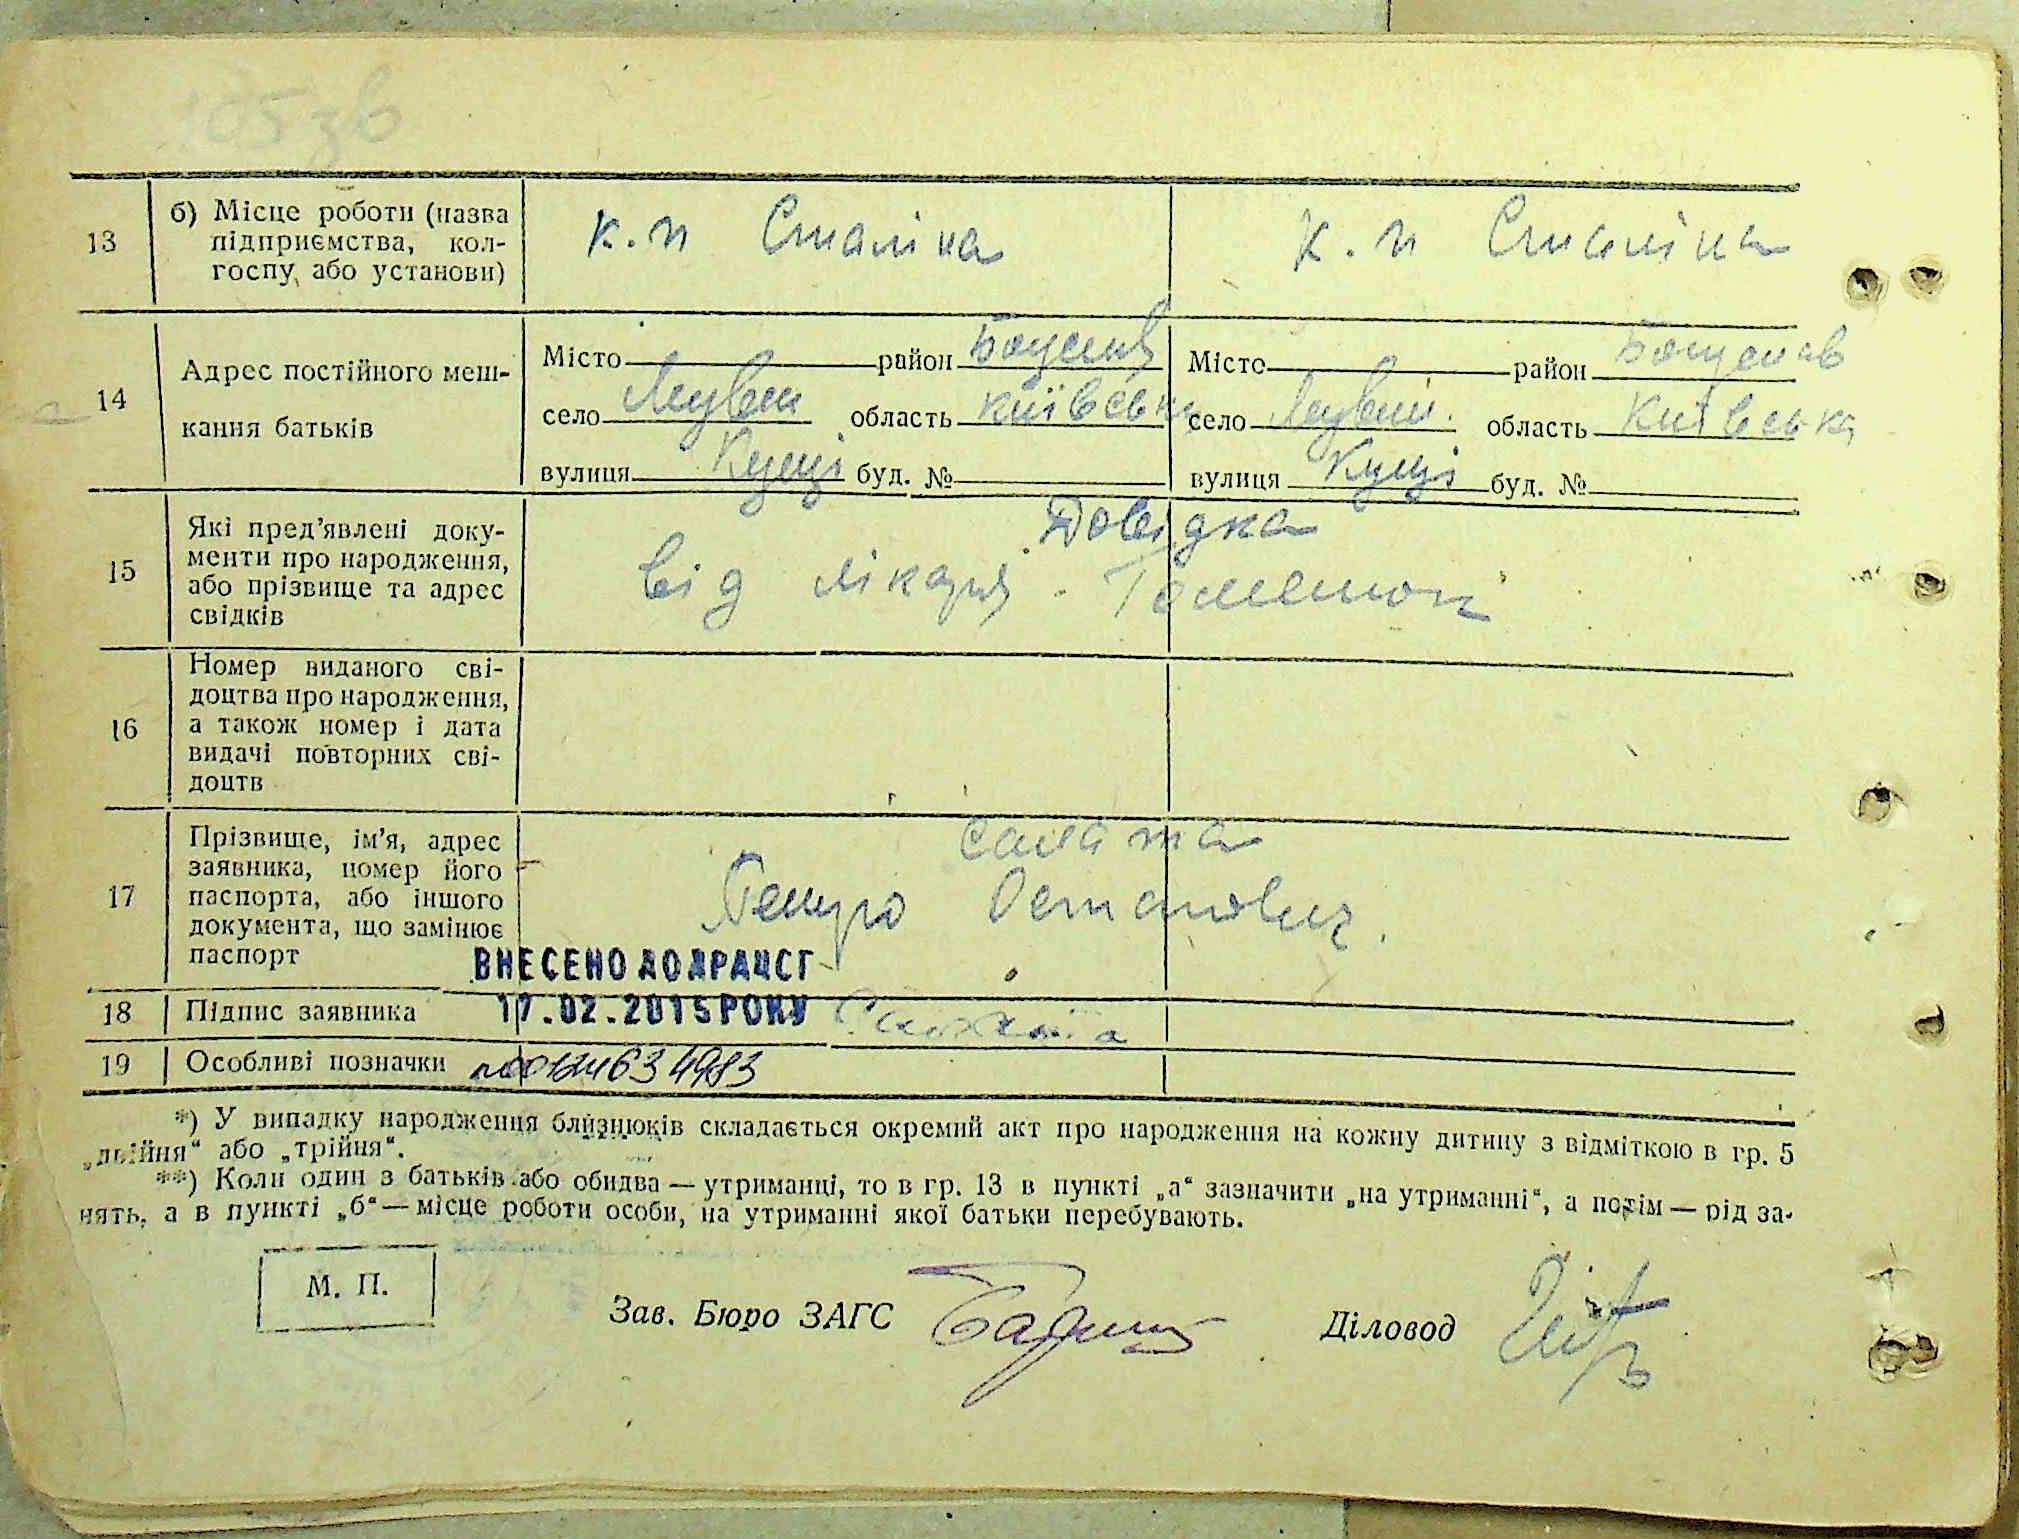 105зв
13
б) Місце роботи (назва
підприємства, кол-
госпу або установи)
к. п Сталіна
к. п Сталіна
14
Адрес постійного меш-
кання батьків
Місто район Богуслав
село область Київська
вулиця Кущі буд. №
Місто район Богуслав
село область Київська
вулиця Кущі буд. №
15
Які пред’явлені доку-
менти про народження,
або прізвище та адрес
свідків
Довідка
від лікаря
16
Номер виданого сві-
доцтва про народження,
а також номер і дата
видачі повторних сві-
доцтв
17
Прізвище, ім’я, адрес
заявника, номер його
паспорта, або іншого
документа, що замінює
паспорт
Салата
Петро Остапович.
ВНЕСЕНО ДО ДРАЦСГ
17.02.2015 РОКУ
18
Підпис заявника
19
Особливі позначки
*) У випадку народження близнюків складається окремий акт про народження на кожну дитину з відміткою в гр. 5
„двійня“ або „трійня“.
**) Коли один з батьків або обидва — утриманці, то в гр. 13 в пункті „а“ зазначити „на утриманні“, а потім — рід за-
нять, а в пункті „б“ — місце роботи особи, на утриманні якої батьки перебувають.
М. П.
Зав. Бюро ЗАГС
Діловод